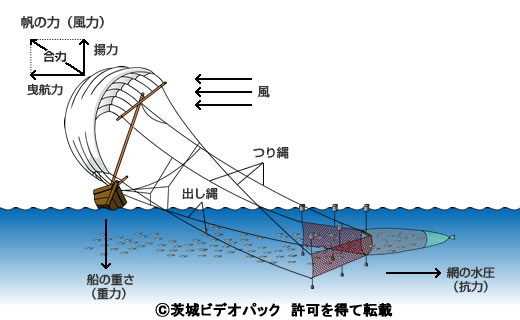 帆の力（風力）
揚力
合力
曳航力
風
つり縄
出し縄
船の重さ
（重力）
網の水圧
（抗力）
©茨城ビデオパック　許可を得て転載